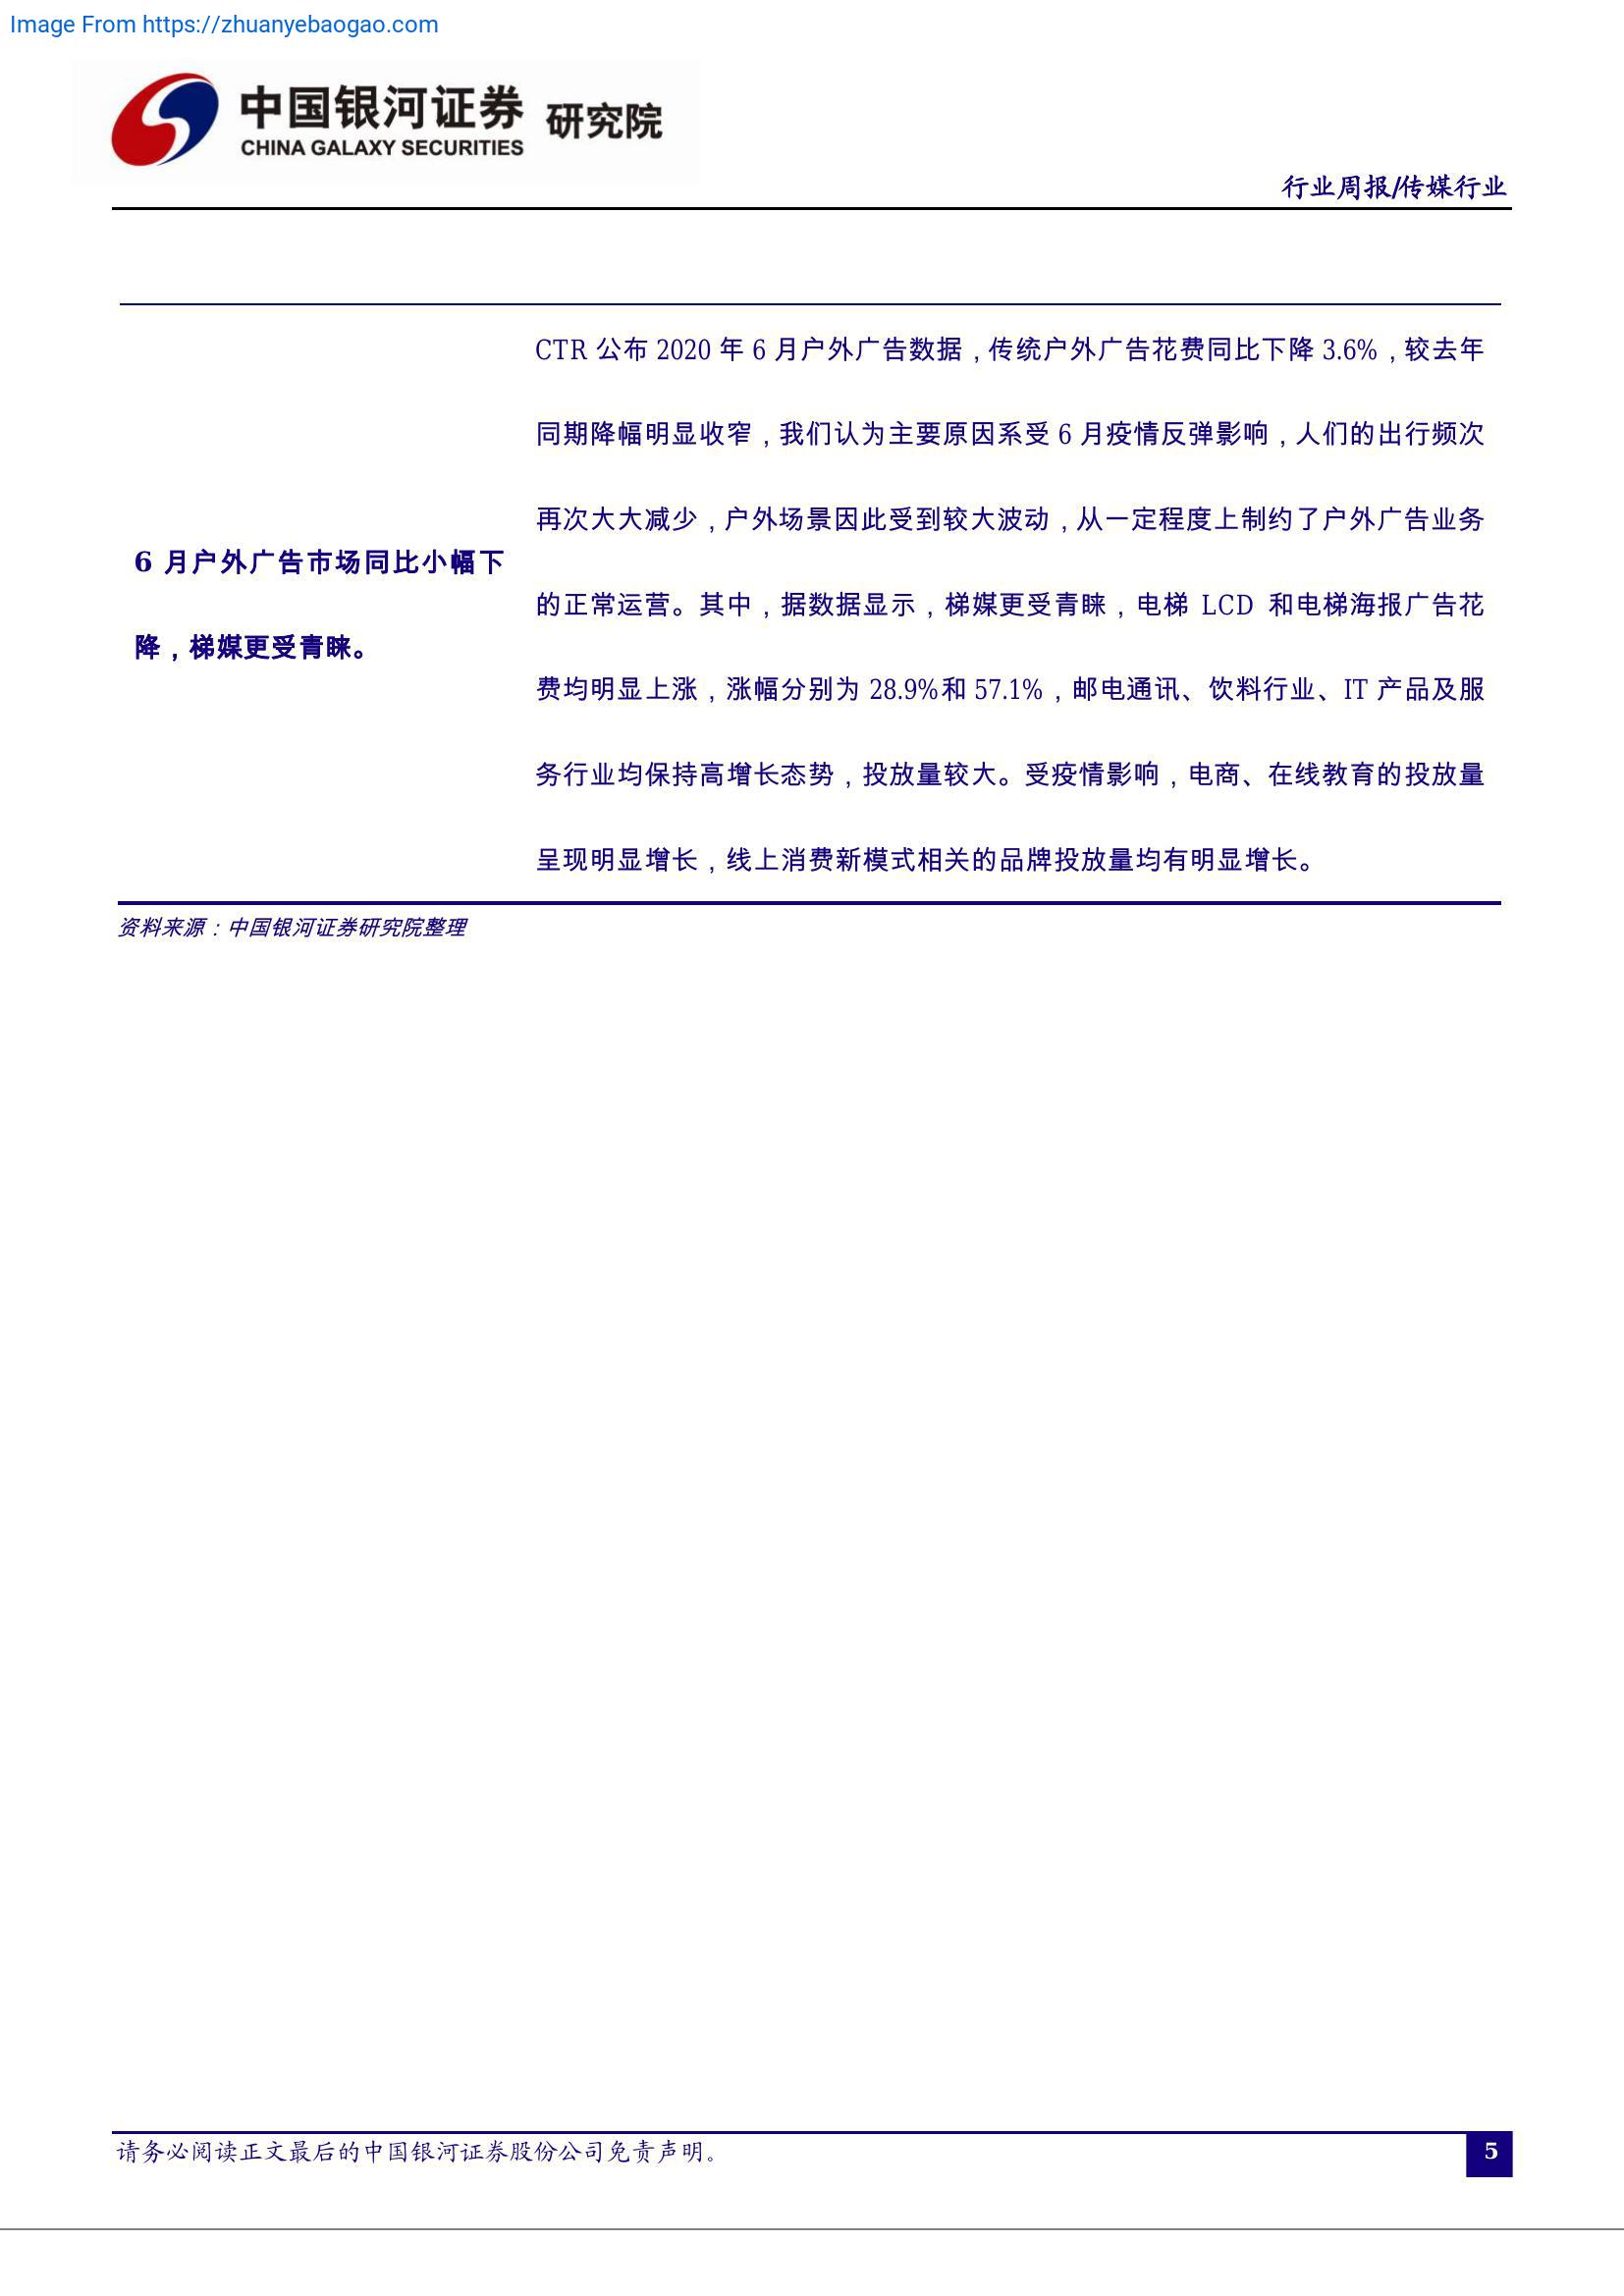 Image From https://zhuanyebaogao.com
中国银河证券 研究院
CHINA GALAXY SECURITIES
行业周报/传媒行业
6 月户外广告市场同比小幅下
降，梯媒更受青睐。
CTR 公布 2020 年 6 月户外广告数据，传统户外广告花费同比下降 3.6%，较去年
同期降幅明显收窄，我们认为主要原因系受 6 月疫情反弹影响，人们的出行频次
再次大大减少，户外场景因此受到较大波动，从一定程度上制约了户外广告业务
的正常运营。其中，据数据显示，梯媒更受青睐，电梯 LCD 和电梯海报广告花
费均明显上涨，涨幅分别为 28.9%和 57.1%，邮电通讯、饮料行业、IT 产品及服
务行业均保持高增长态势，投放量较大。受疫情影响，电商、在线教育的投放量
呈现明显增长，线上消费新模式相关的品牌投放量均有明显增长。
资料来源：中国银河证券研究院整理
请务必阅读正文最后的中国银河证券股份公司免责声明。
5